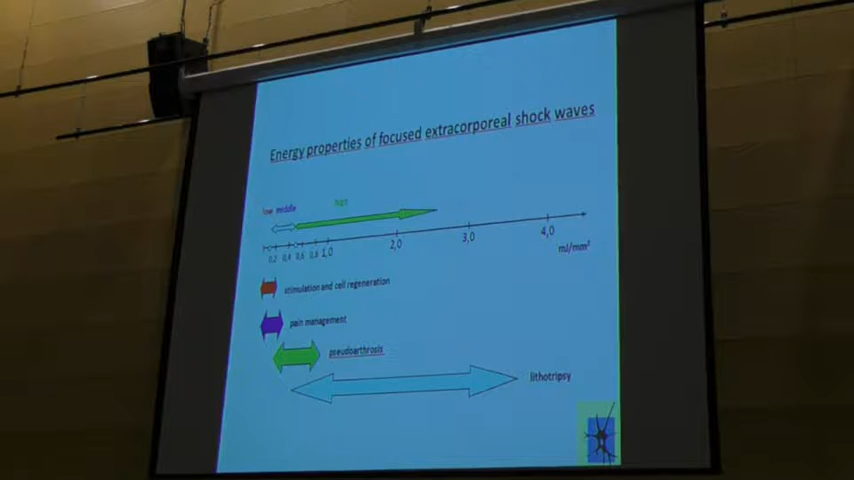 Energy properties of focused extracorporeal shock waves
low middle high
0,2 0,4 0,6 0,8 1,0 2,0 3,0 4,0
mJ/mm²
stimulation and cell regeneration
pain management
pseudoarthrosis
lithotripsy